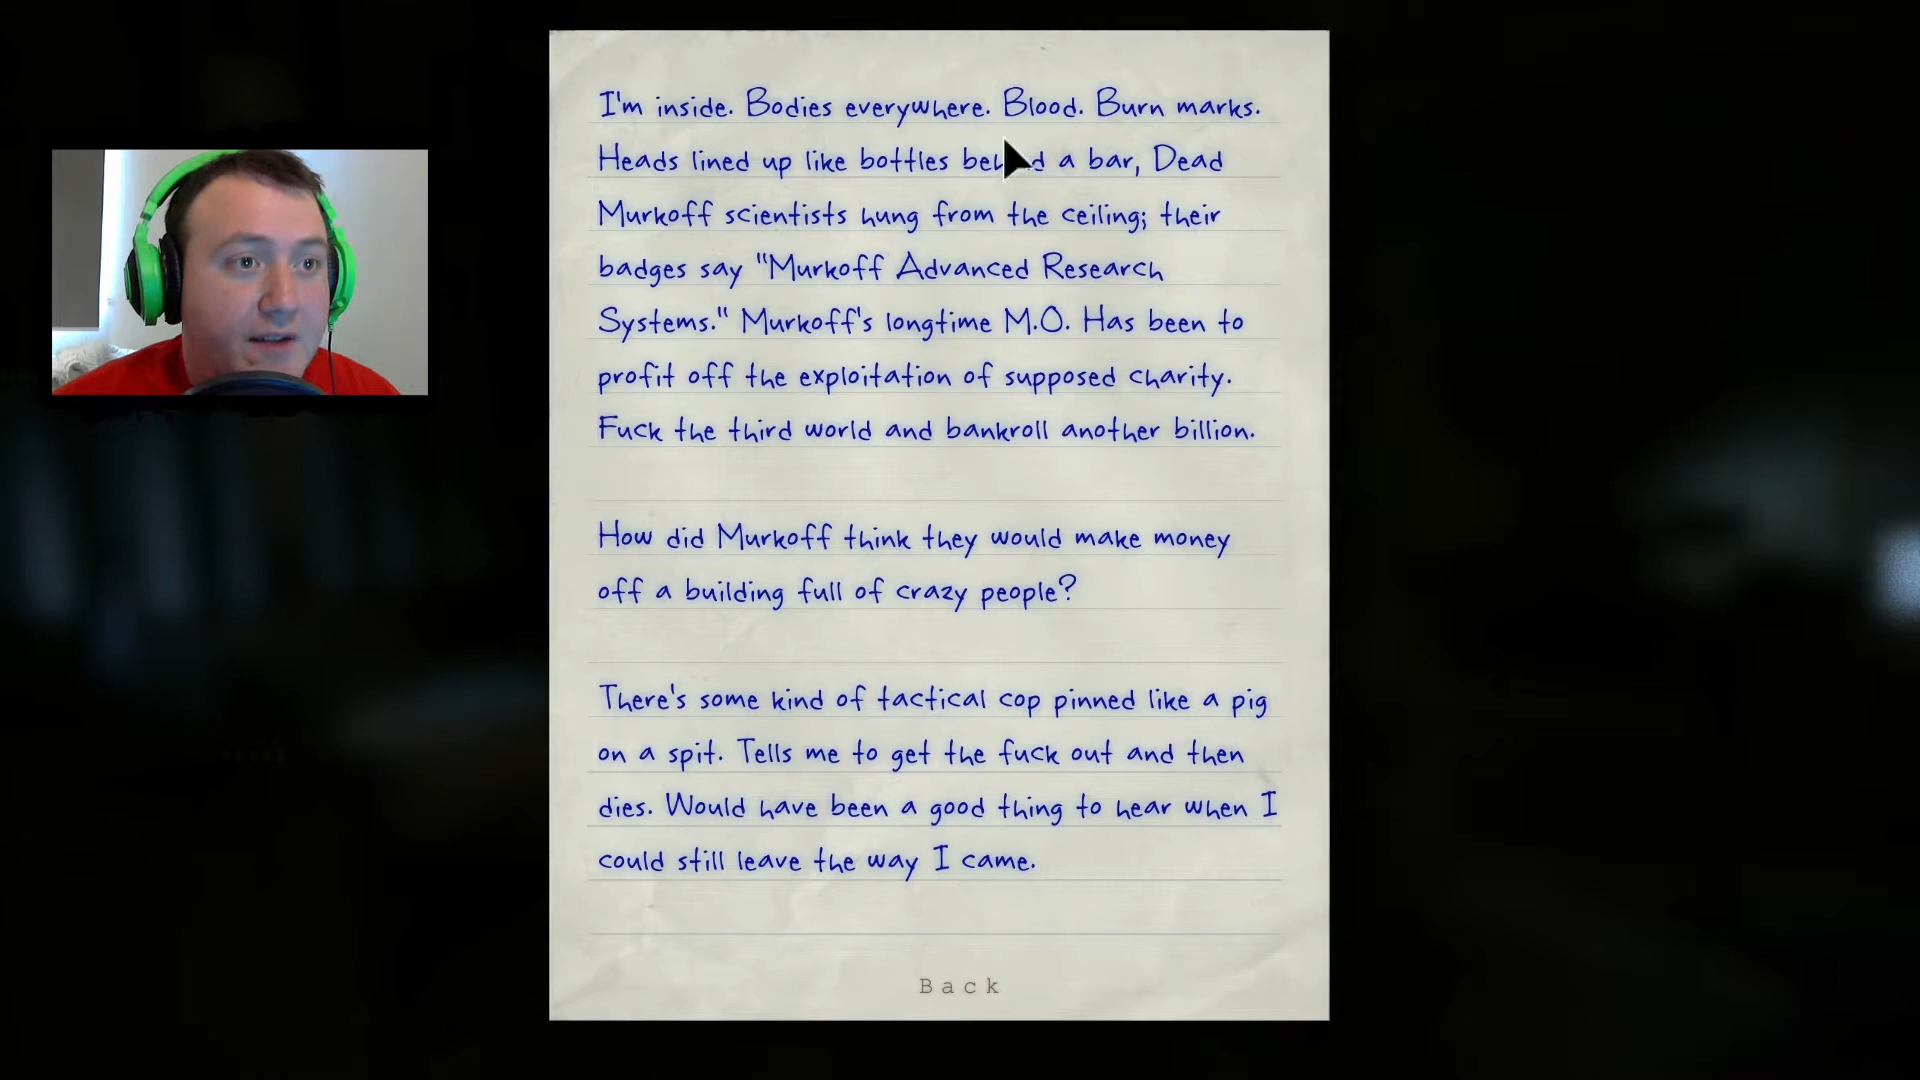 I'm inside. Bodies everywhere. Blood. Burn marks.
Heads lined up like bottles behind a bar, Dead
Murkoff scientists hung from the ceiling; their
badges say "Murkoff Advanced Research
Systems." Murkoff's longtime M.O. Has been to
profit off the exploitation of supposed charity.
Fuck the third world and bankroll another billion.
How did Murkoff think they would make money
off a building full of crazy people?
There's some kind of tactical cop pinned like a pig
on a spit. Tells me to get the fuck out and then
dies. Would have been a good thing to hear when I
could still leave the way I came.
Back